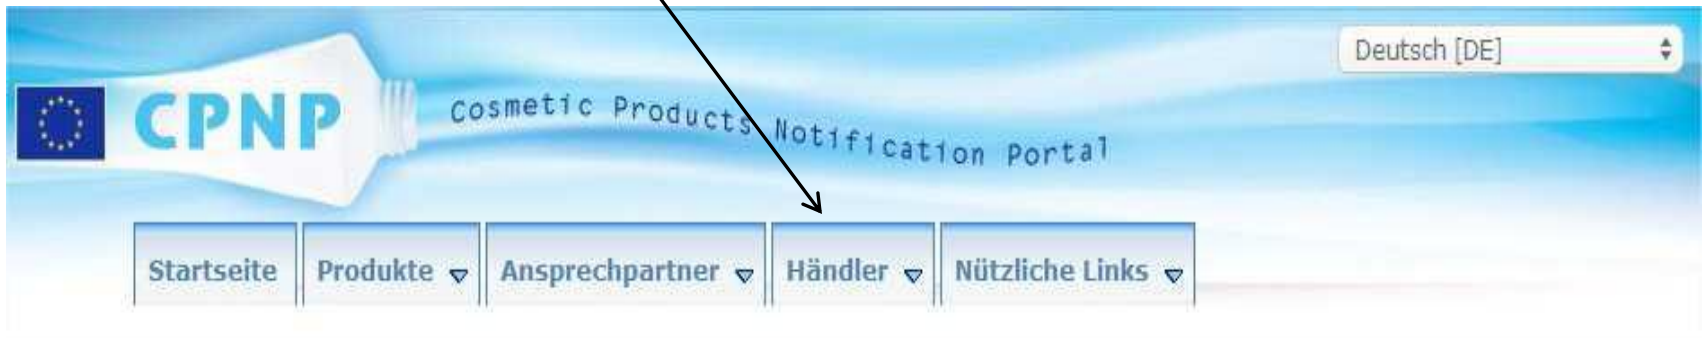 Deutsch [DE]
CPNP
Cosmetic Products Notification Portal
Startseite Produkte Ansprechpartner Händler Nützliche Links